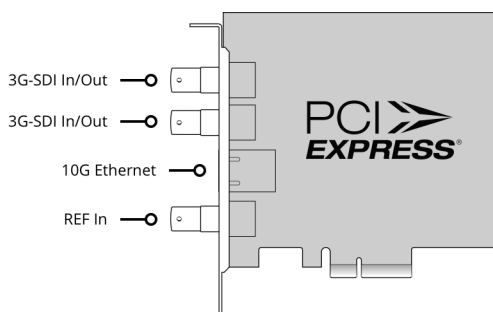 3G-SDI In/Out
3G-SDI In/Out
10G Ethernet
REF In
PCI
EXPRESS®